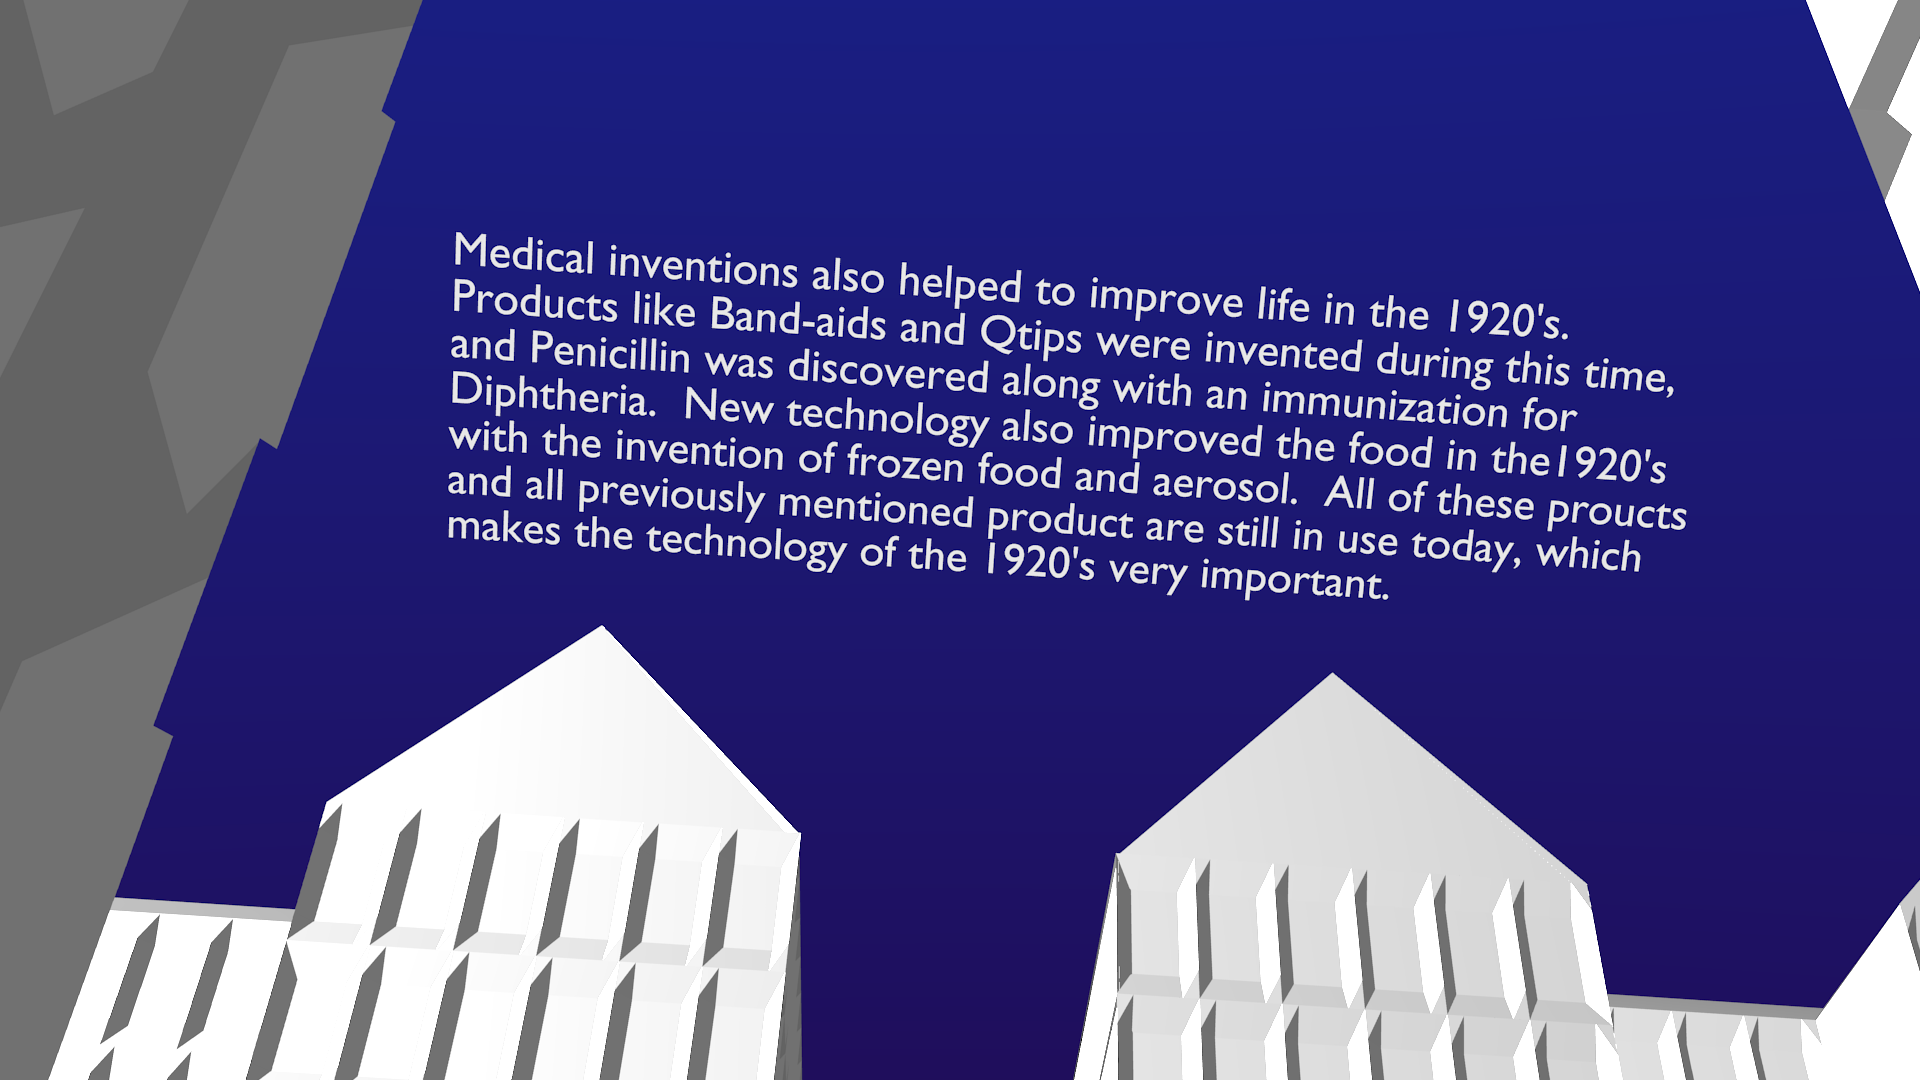 Medical inventions also helped to improve life in the 1920's.
Products like Band-aids and Qtips were invented during this time,
and Penicillin was discovered along with an immunization for
Diphtheria.  New technology also improved the food in the1920's
with the invention of frozen food and aerosol.  All of these proucts
and all previously mentioned product are still in use today, which
makes the technology of the 1920's very important.